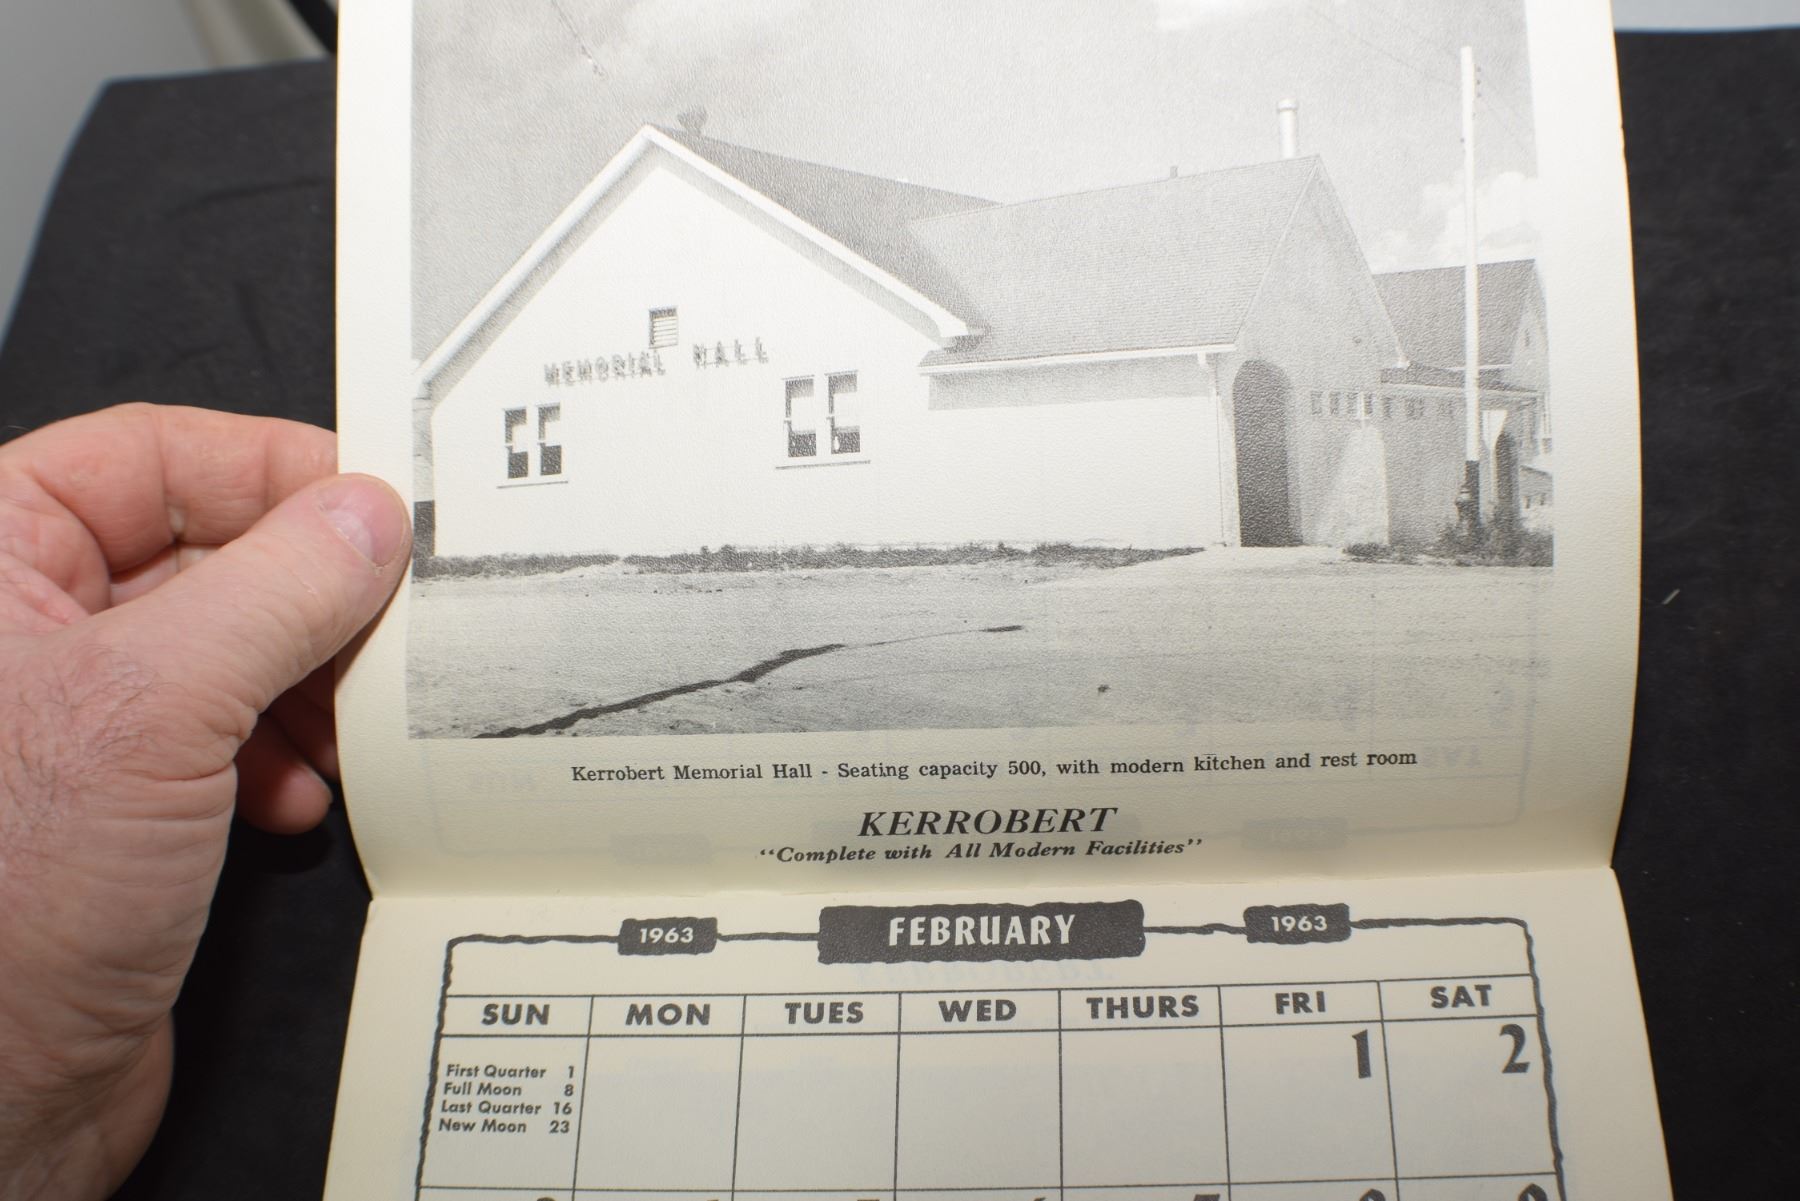 MEMORIAL HALL
Kerrobert Memorial Hall - Seating capacity 500, with modern kitchen and rest room
KERROBERT
“Complete with All Modern Facilities”
1963 FEBRUARY 1963
SUN MON TUES WED THURS FRI SAT
First Quarter 1
Full Moon 8
Last Quarter 16
New Moon 23
1 2